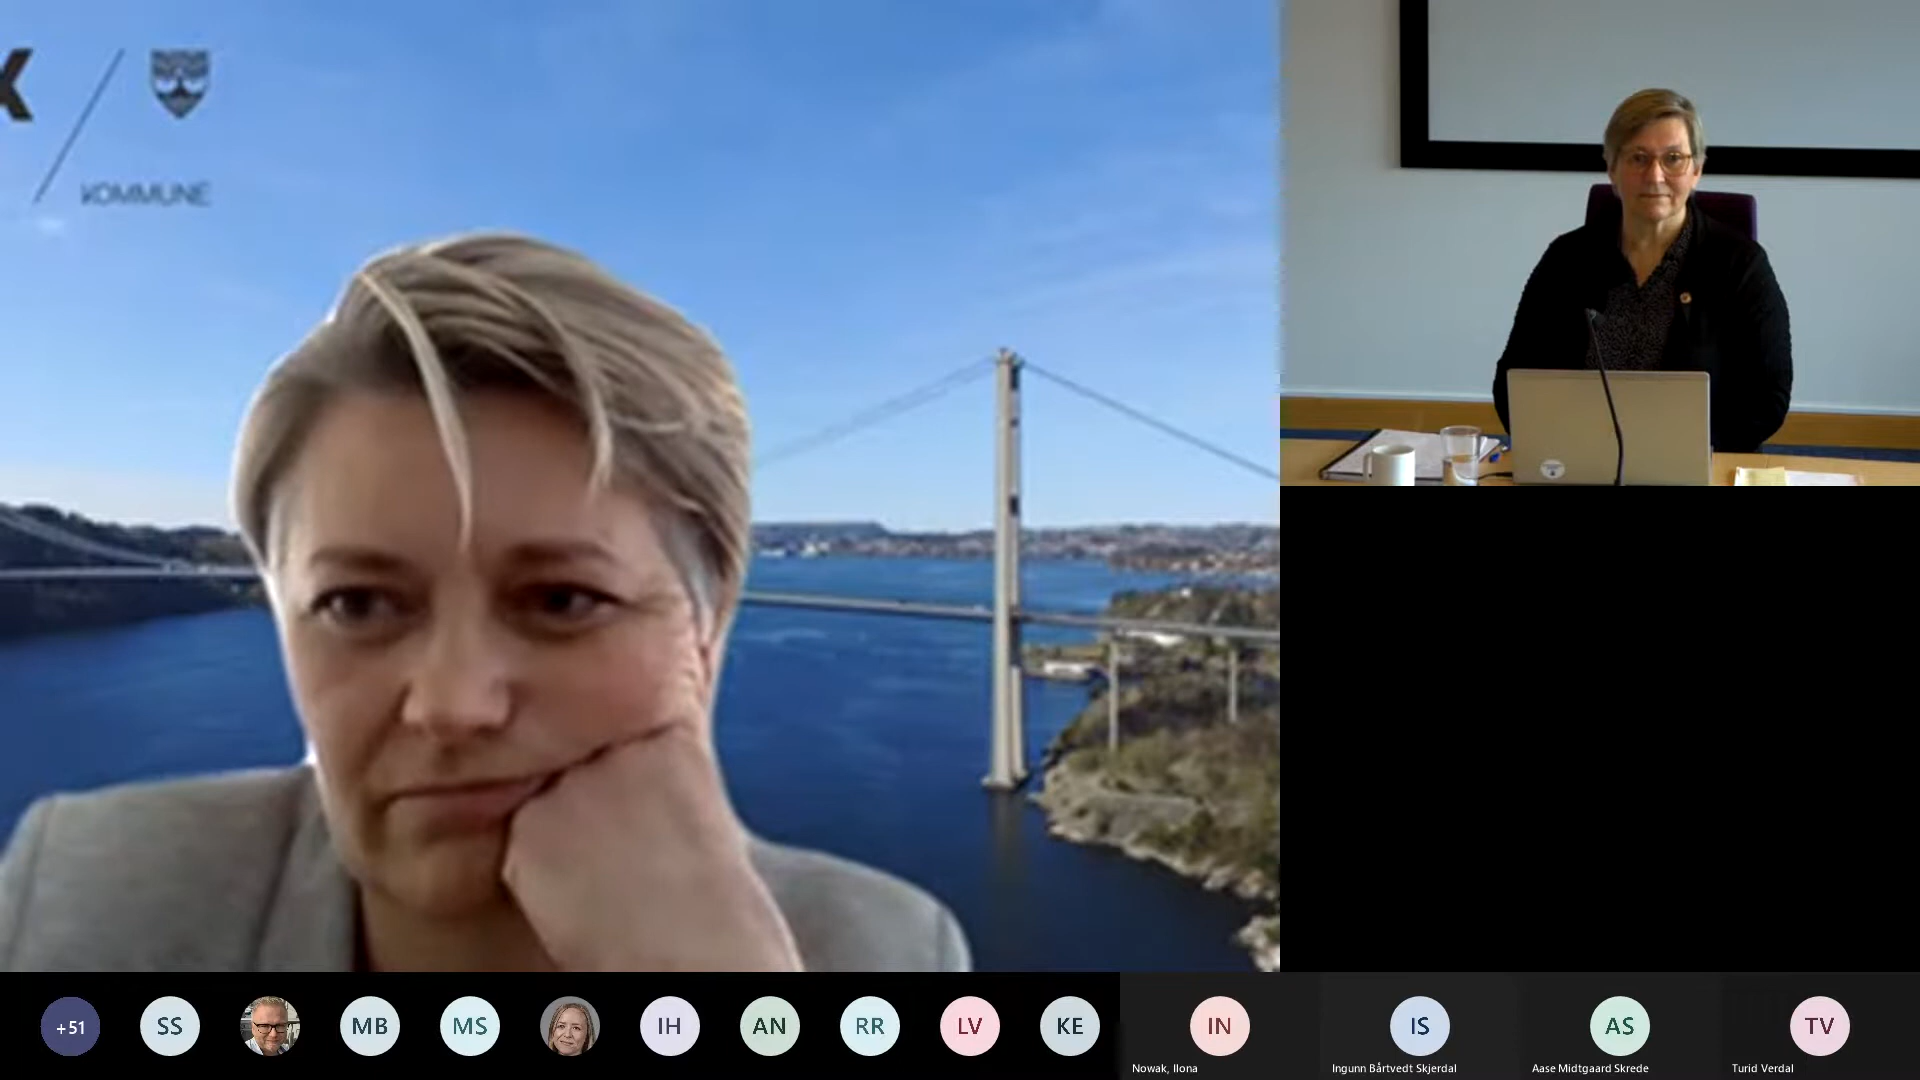 K
KOMMUNE
+51
SS
MB
MS
IH
AN
RR
LV
KE
IN
IS
AS
TV
Nowak, Ilona
Ingunn Bårtvedt Skjerdal
Aase Midtgaard Skrede
Turid Verdal